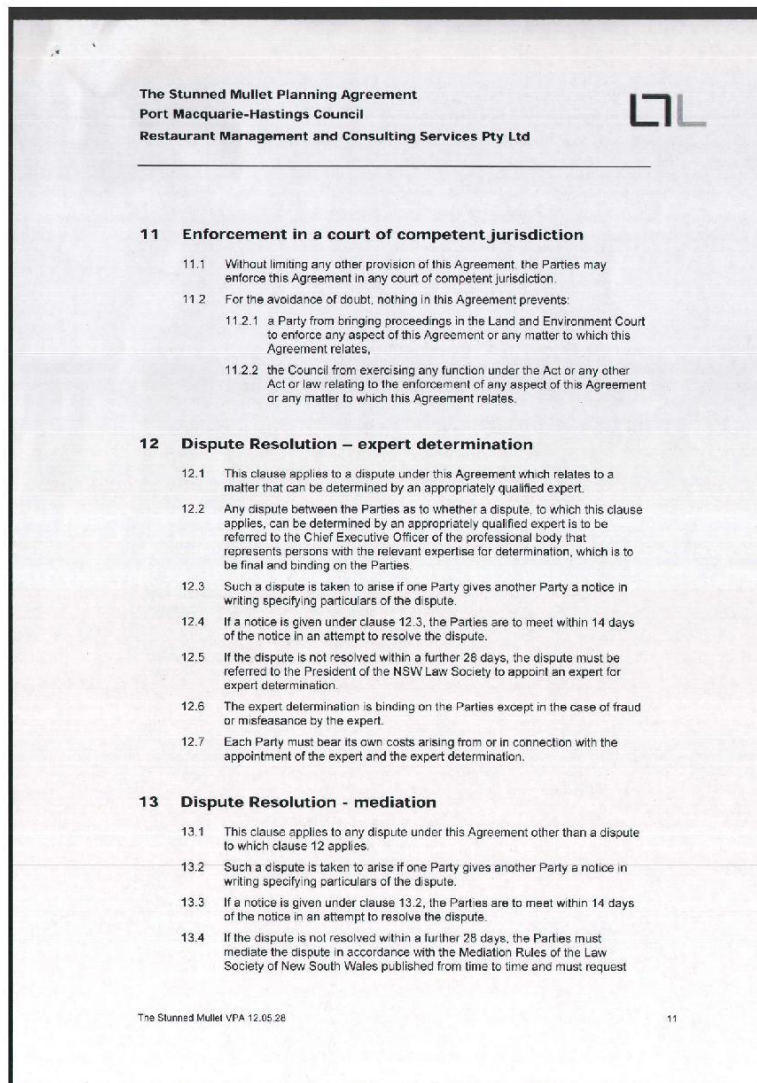 The Stunned Mullet Planning Agreement
Port Macquarie-Hastings Council
Restaurant Management and Consulting Services Pty Ltd
11 Enforcement in a court of competent jurisdiction
11.1 Without limiting any other provision of this Agreement, the Parties may
enforce this Agreement in any court of competent jurisdiction.
11.2 For the avoidance of doubt, nothing in this Agreement prevents:
11.2.1 a Party from bringing proceedings in the Land and Environment Court
to enforce any aspect of this Agreement or any matter to which this
Agreement relates,
11.2.2 the Council from exercising any function under the Act or any other
Act or law relating to the enforcement of any aspect of this Agreement
or any matter to which this Agreement relates.
12 Dispute Resolution – expert determination
12.1 This clause applies to a dispute under this Agreement which relates to a
matter that can be determined by an appropriately qualified expert.
12.2 Any dispute between the Parties as to whether a dispute, to which this clause
applies, can be determined by an appropriately qualified expert is to be
referred to the Chief Executive Officer of the professional body that
represents persons with the relevant expertise for determination, which is to
be final and binding on the Parties.
12.3 Such a dispute is taken to arise if one Party gives another Party a notice in
writing specifying particulars of the dispute.
12.4 If a notice is given under clause 12.3, the Parties are to meet within 14 days
of the notice in an attempt to resolve the dispute.
12.5 If the dispute is not resolved within a further 28 days, the dispute must be
referred to the President of the NSW Law Society to appoint an expert for
expert determination.
12.6 The expert determination is binding on the Parties except in the case of fraud
or misfeasance by the expert.
12.7 Each Party must bear its own costs arising from or in connection with the
appointment of the expert and the expert determination.
13 Dispute Resolution - mediation
13.1 This clause applies to any dispute under this Agreement other than a dispute
to which clause 12 applies.
13.2 Such a dispute is taken to arise if one Party gives another Party a notice in
writing specifying particulars of the dispute.
13.3 If a notice is given under clause 13.2, the Parties are to meet within 14 days
of the notice in an attempt to resolve the dispute.
13.4 If the dispute is not resolved within a further 28 days, the Parties must
mediate the dispute in accordance with the Mediation Rules of the Law
Society of New South Wales published from time to time and must request
The Stunned Mullet VPA 12.05.28 11